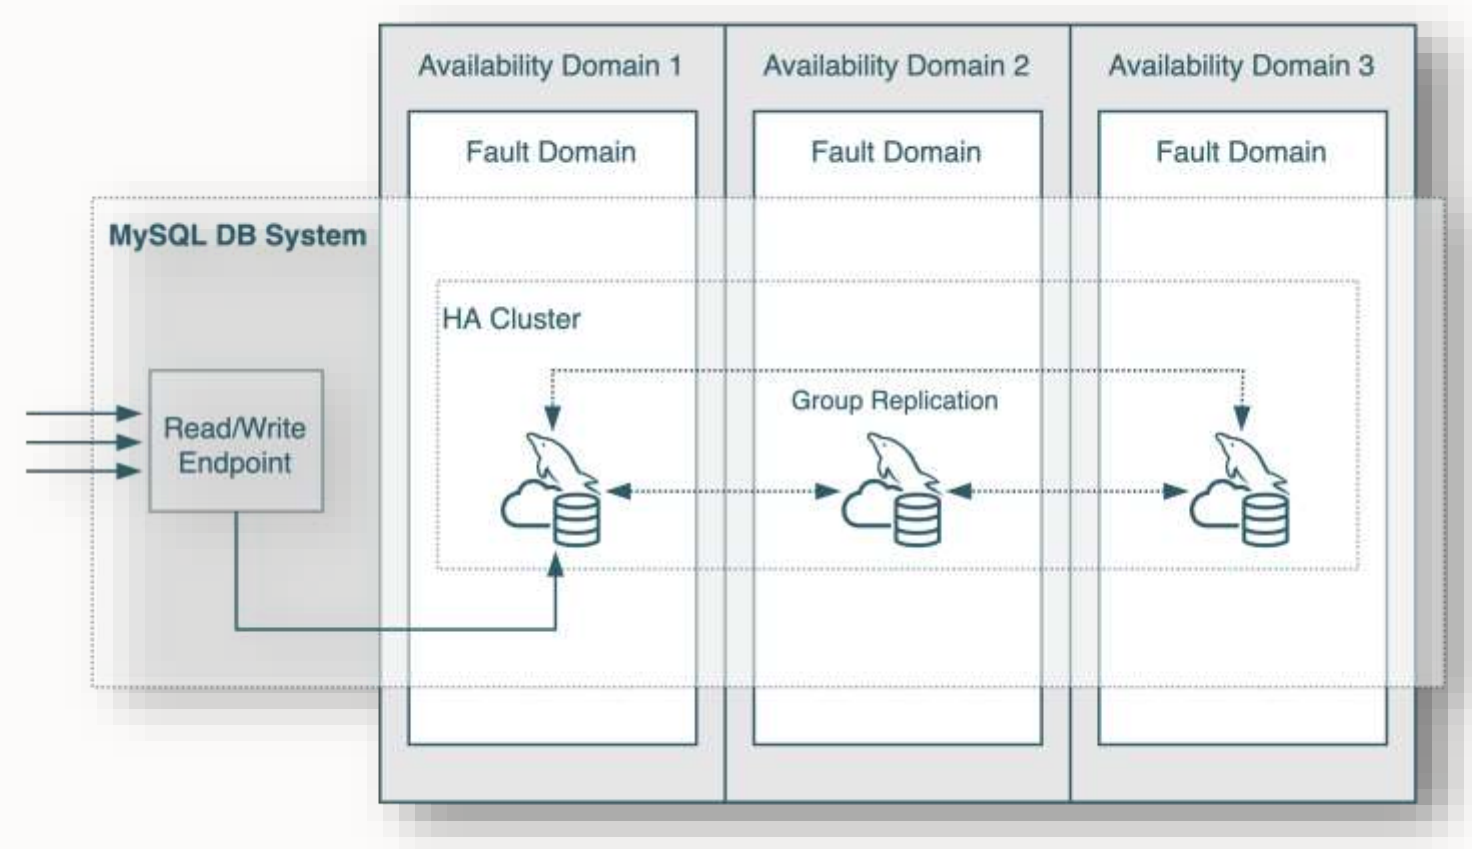 Availability Domain 1
Availability Domain 2
Availability Domain 3
Fault Domain
Fault Domain
Fault Domain
MySQL DB System
HA Cluster
Group Replication
Read/Write
Endpoint